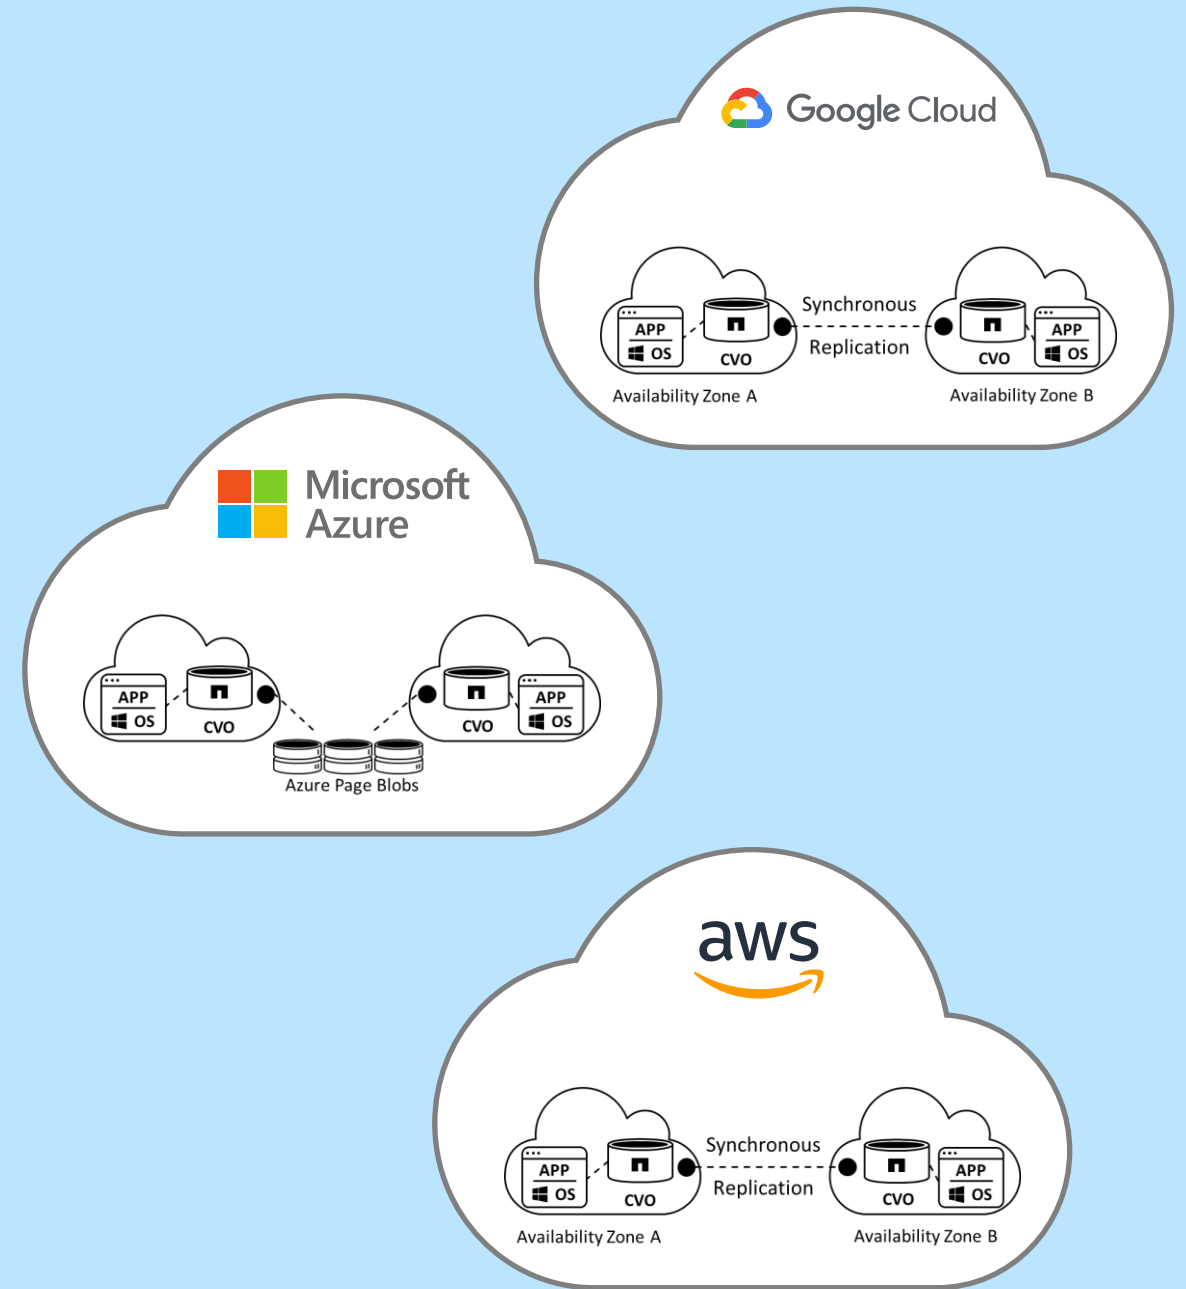 Google Cloud
Synchronous
Replication
APP
OS
CVO
CVO
APP
OS
Availability Zone A
Availability Zone B
Microsoft
Azure
APP
OS
CVO
CVO
APP
OS
Azure Page Blobs
aws
Synchronous
Replication
APP
OS
CVO
CVO
APP
OS
Availability Zone A
Availability Zone B